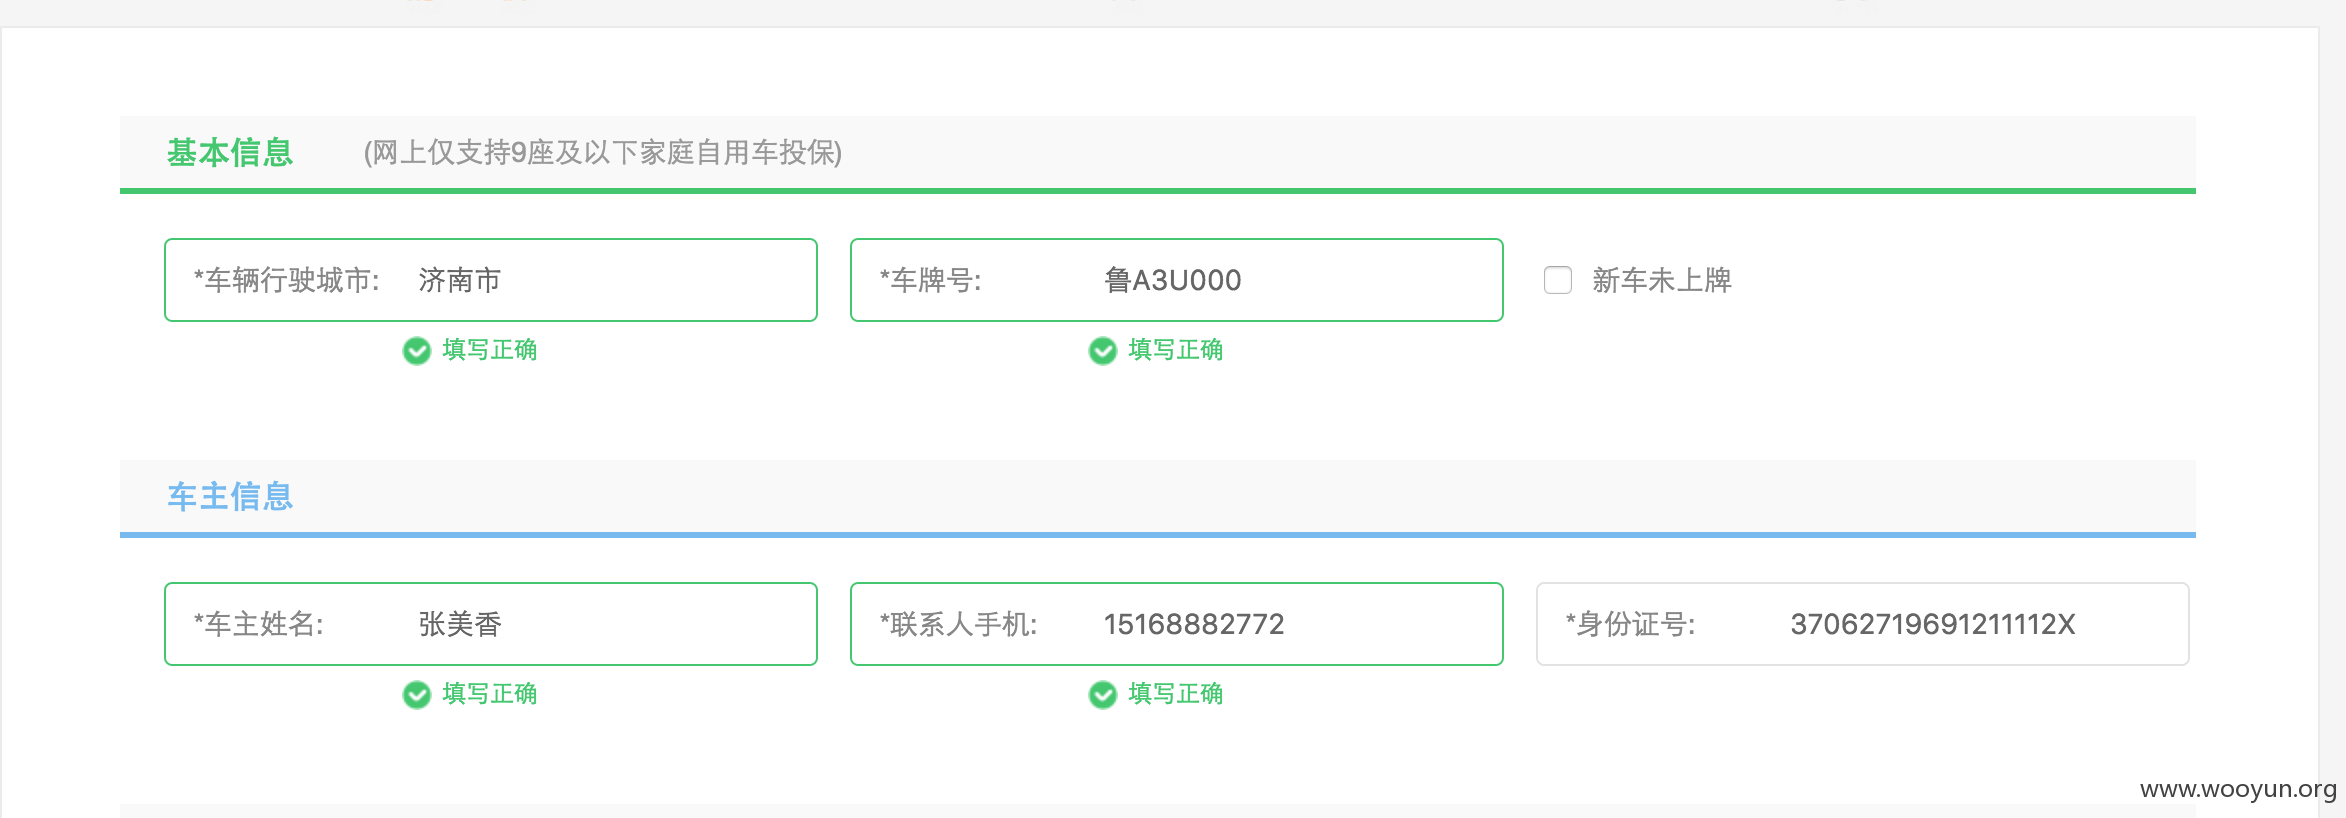 基本信息 (网上仅支持9座及以下家庭自用车投保)
*车辆行驶城市: 济南市 *车牌号: 鲁A3U000 新车未上牌
填写正确 填写正确
车主信息
*车主姓名: 张美香 *联系人手机: 15168882772 *身份证号: 37062719691211112X
填写正确 填写正确
www.wooyun.org